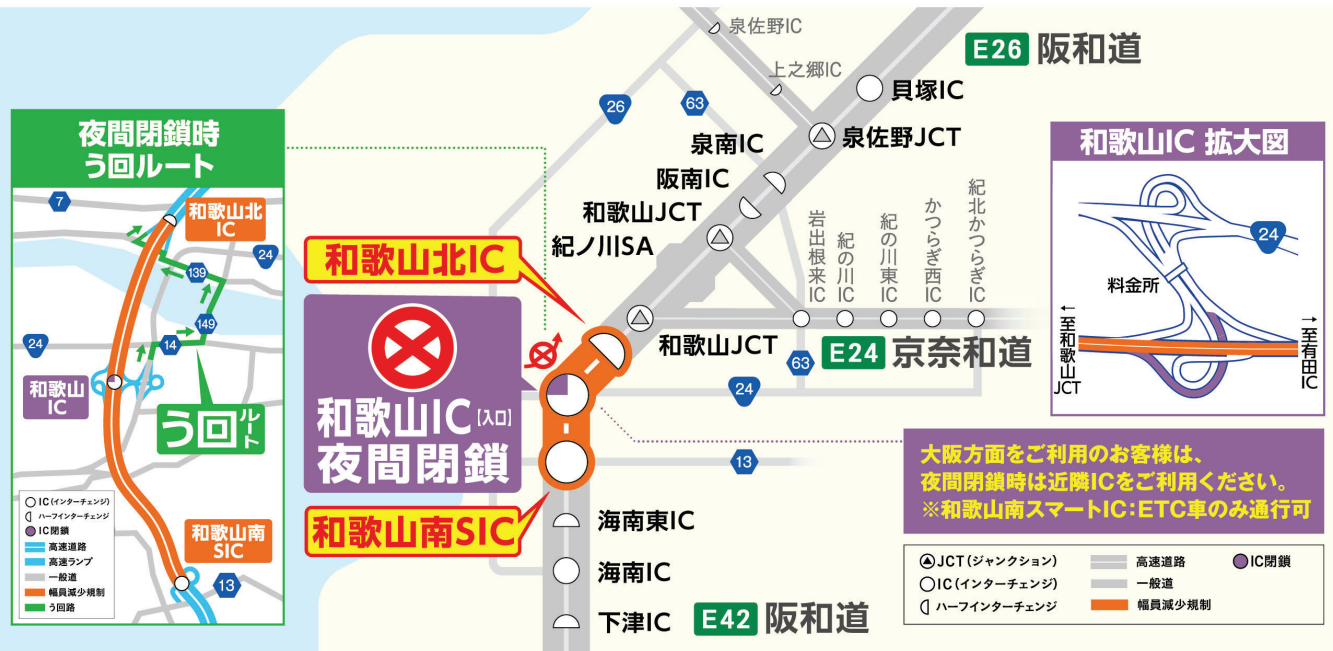 夜間閉鎖時
う回ルート
7
和歌山北
IC
24
139
149
24
14
和歌山
IC
う回ルート
和歌山南
SIC
13
IC(インターチェンジ)
ハーフインターチェンジ
IC閉鎖
高速道路
高速ランプ
一般道
幅員減少規制
う回路
泉佐野IC
上之郷IC
E26 阪和道
貝塚IC
26
63
泉佐野JCT
泉南IC
阪南IC
和歌山JCT
紀ノ川SA
和歌山北IC
和歌山IC【入口】
夜間閉鎖
和歌山南SIC
岩出根来IC
紀の川IC
紀の川東IC
かつらぎ西IC
紀北かつらぎIC
和歌山JCT
63
E24 京奈和道
24
13
海南東IC
海南IC
下津IC
E42 阪和道
和歌山IC 拡大図
24
料金所
←至和歌山JCT
→至有田IC
大阪方面をご利用のお客様は、
夜間閉鎖時は近隣ICをご利用ください。
※和歌山南スマートIC:ETC車のみ通行可
JCT(ジャンクション)
IC(インターチェンジ)
ハーフインターチェンジ
高速道路
一般道
幅員減少規制
IC閉鎖